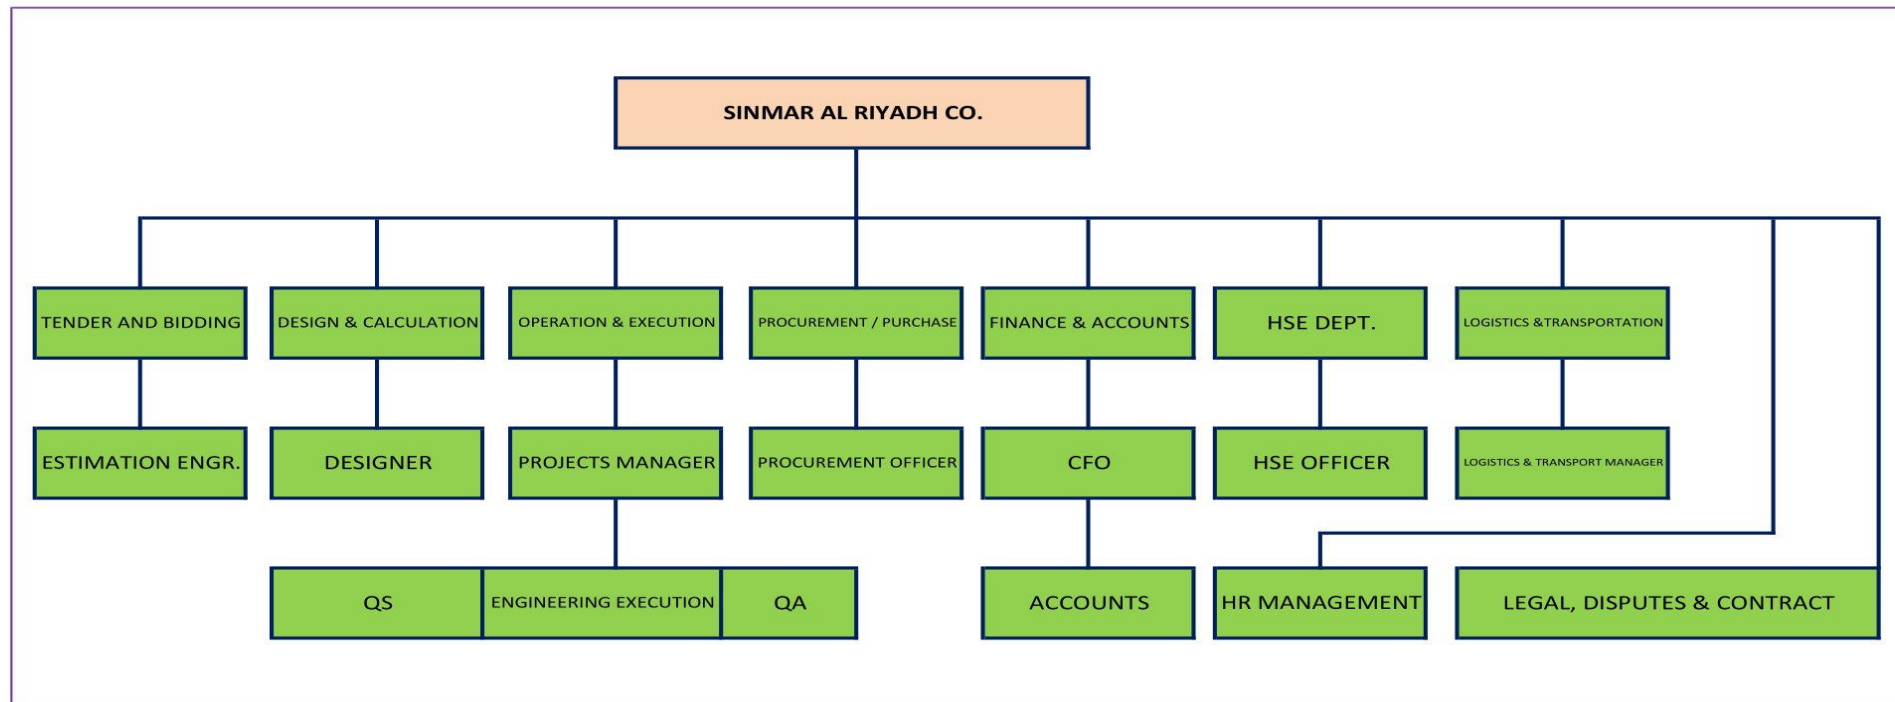 SINMAR AL RIYADH CO.
TENDER AND BIDDING
DESIGN & CALCULATION
OPERATION & EXECUTION
PROCUREMENT / PURCHASE
FINANCE & ACCOUNTS
HSE DEPT.
LOGISTICS &TRANSPORTATION
ESTIMATION ENGR.
DESIGNER
PROJECTS MANAGER
PROCUREMENT OFFICER
CFO
HSE OFFICER
LOGISTICS & TRANSPORT MANAGER
QS
ENGINEERING EXECUTION
QA
ACCOUNTS
HR MANAGEMENT
LEGAL, DISPUTES & CONTRACT